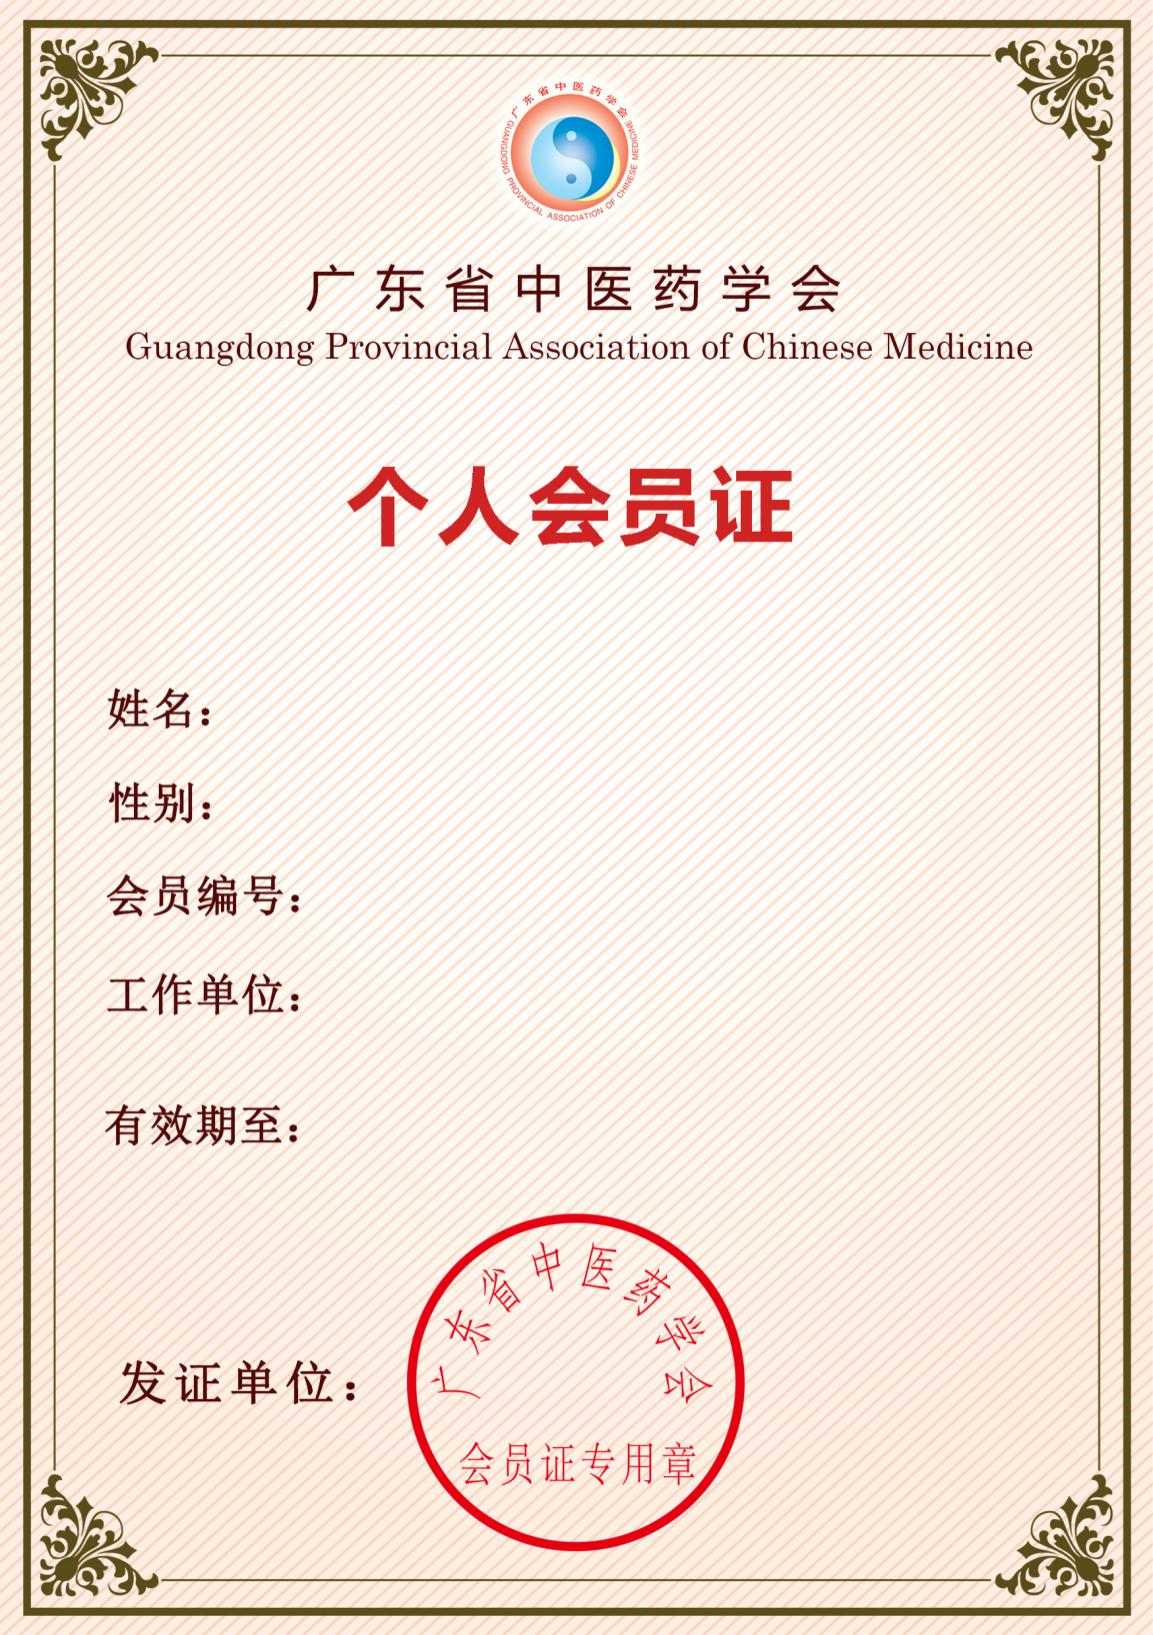 广东省中医药学会
GUANGDONG PROVINCIAL ASSOCIATION OF CHINESE MEDICINE
广东省中医药学会
Guangdong Provincial Association of Chinese Medicine
个人会员证
姓名：
性别：
会员编号：
工作单位：
有效期至：
发证单位：
广东省中医药学会
会员证专用章